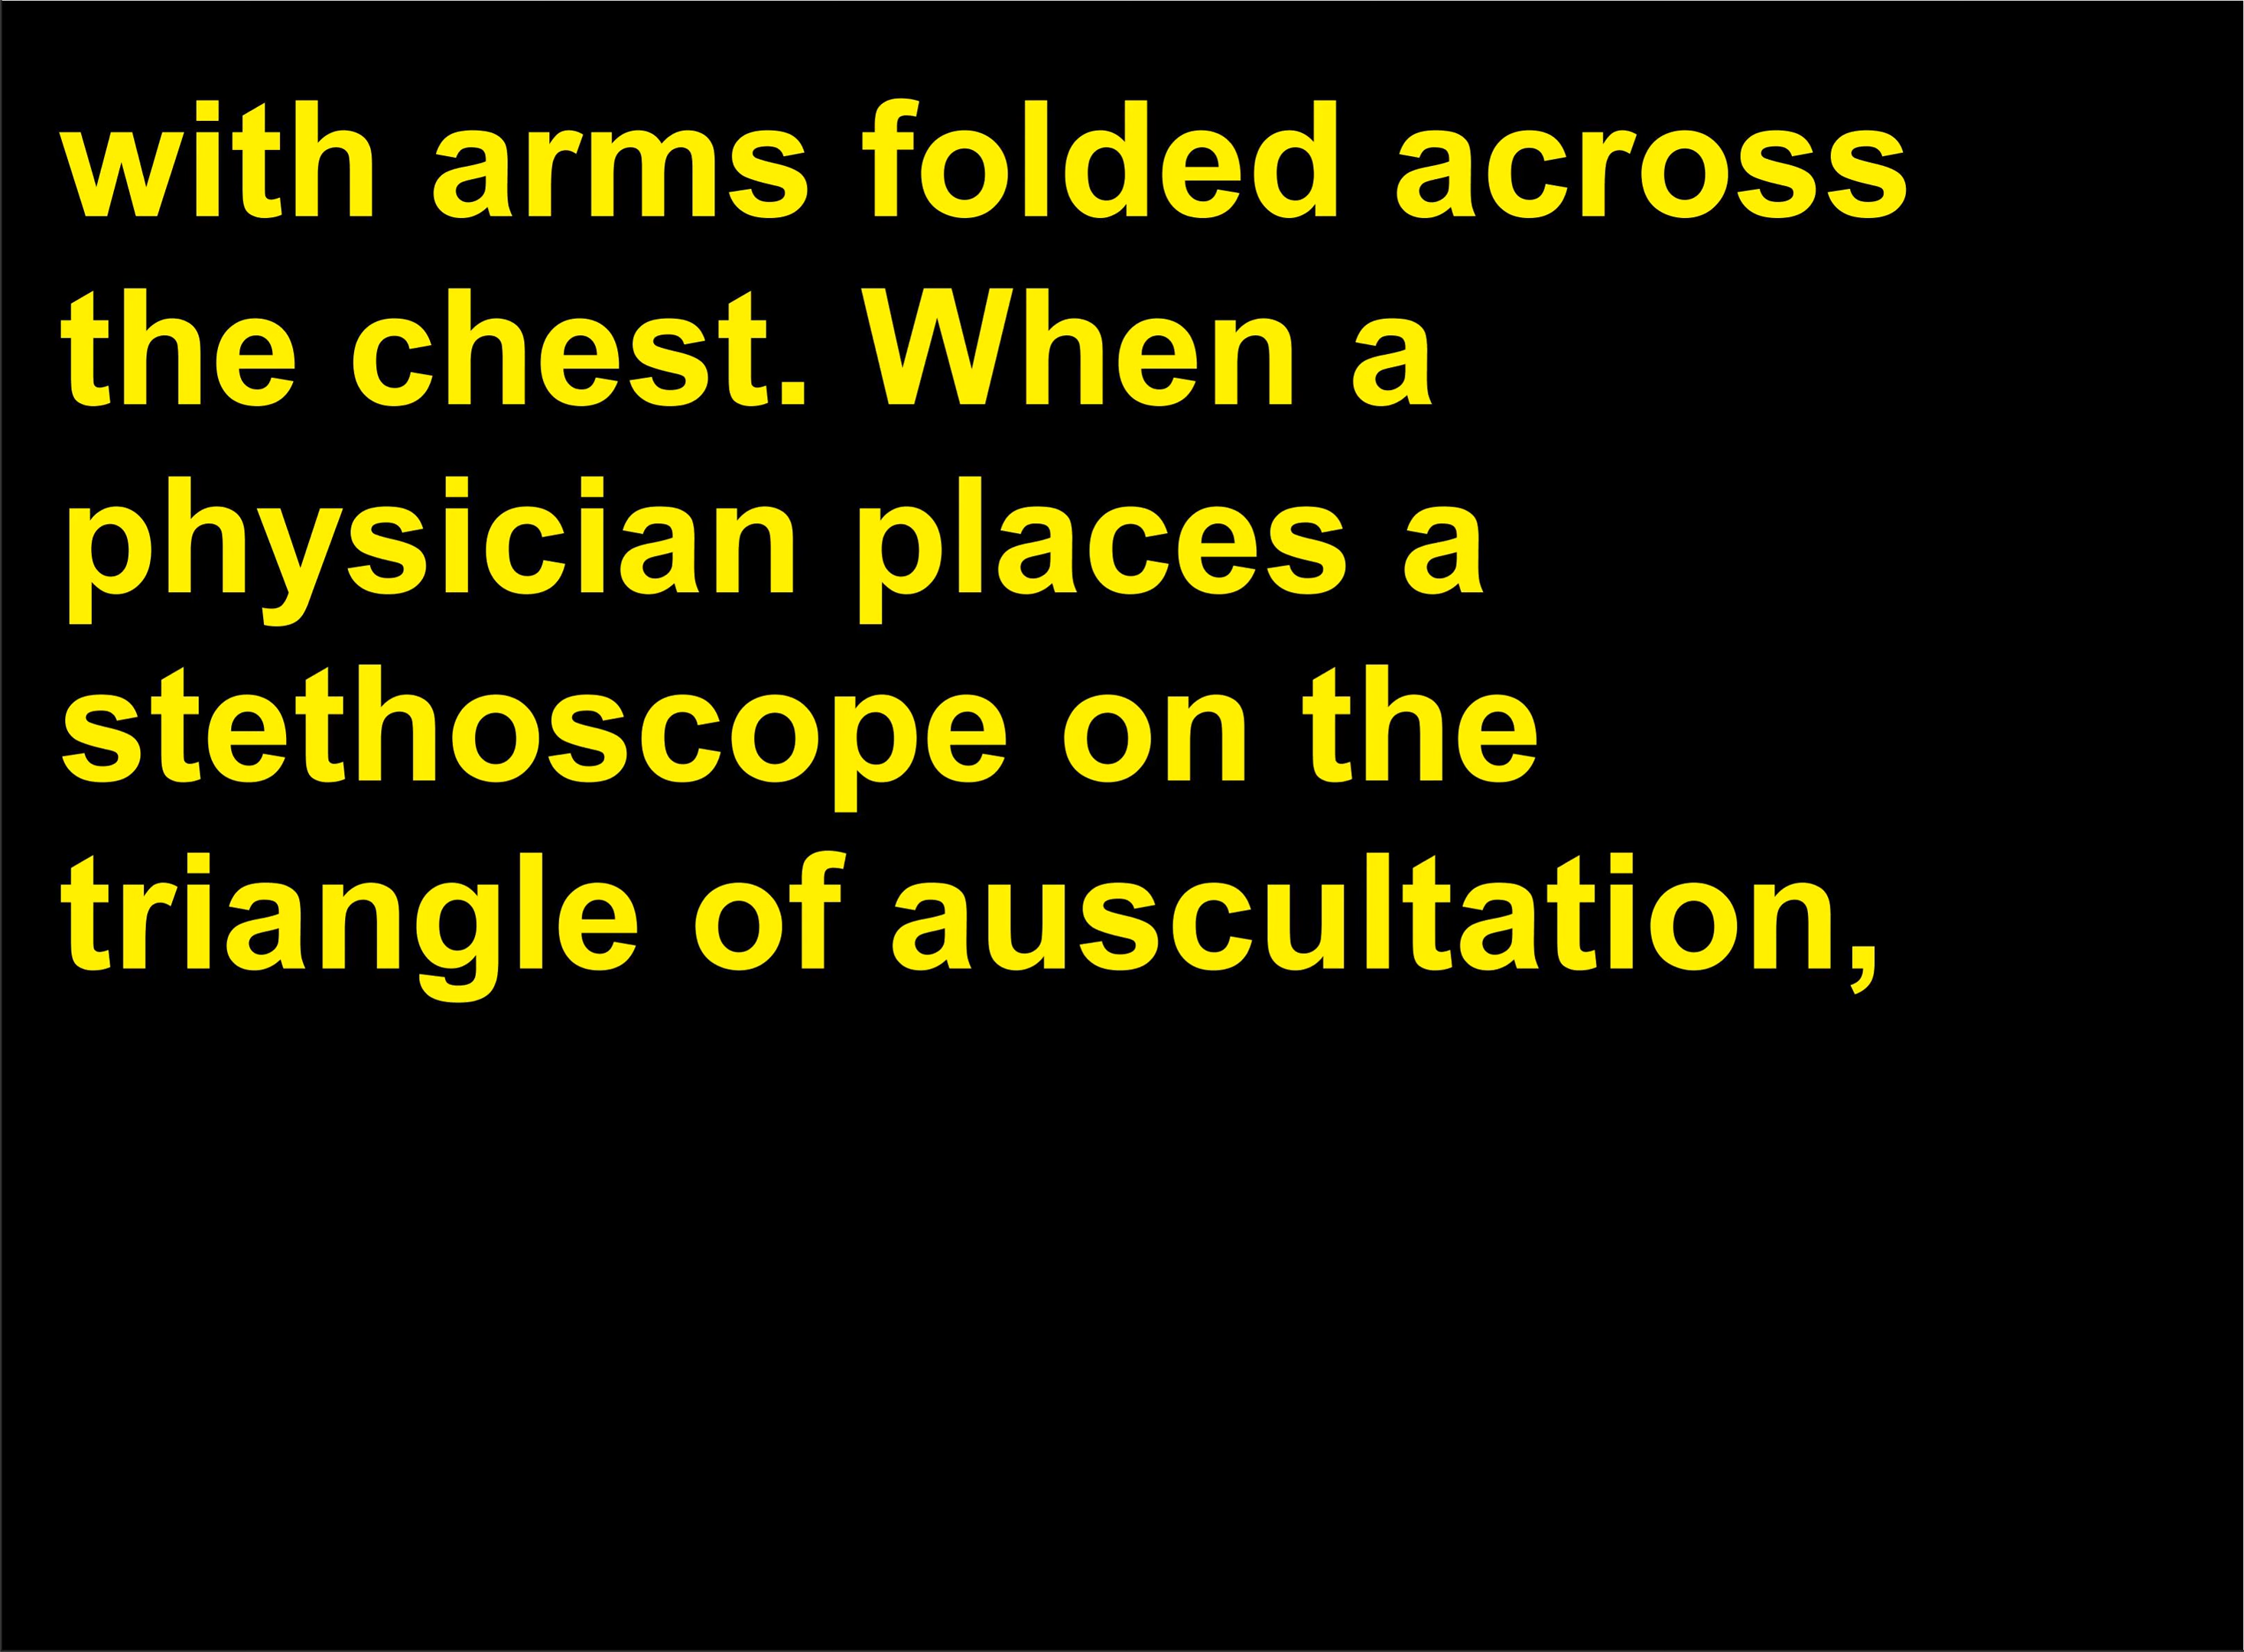 with arms folded across
the chest. When a
physician places a
stethoscope on the
triangle of auscultation,